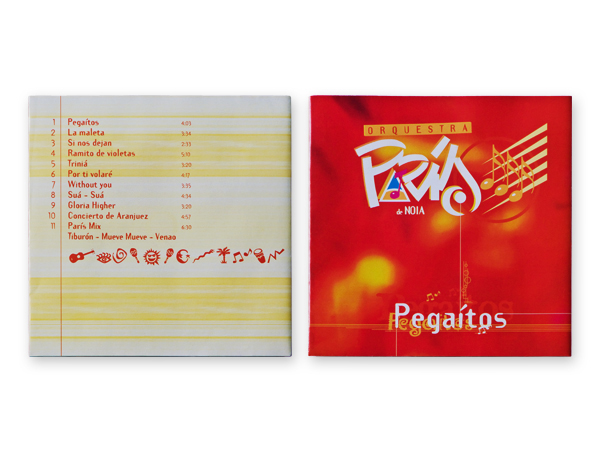 1 Pegaítos 4:03
2 La maleta 3:34
3 Si nos dejan 2:33
4 Ramito de violetas 5:10
5 Triniá 3:20
6 Por ti volaré 4:17
7 Without you 3:35
8 Suá - Suá 4:34
9 Gloria Higher 3:20
10 Concierto de Aranjuez 4:52
11 París Mix 6:30
Tiburón - Mueve Mueve - Venao
ORQUESTRA
París
de NOIA
Pegaítos
Pegaítos